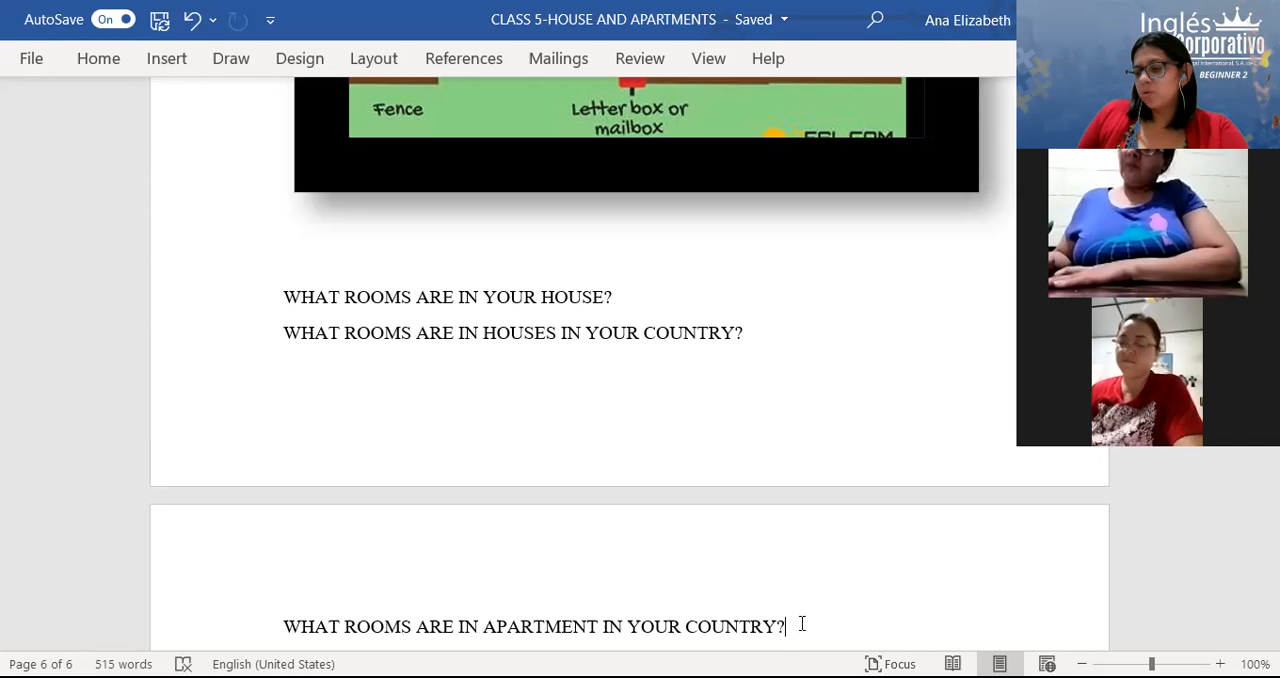 AutoSave On CLASS 5-HOUSE AND APARTMENTS - Saved Ana Elizabeth
File Home Insert Draw Design Layout References Mailings Review View Help
Inglés
Corporativo
BEGINNER 2
Fence
Letter box or
mailbox
WHAT ROOMS ARE IN YOUR HOUSE?
WHAT ROOMS ARE IN HOUSES IN YOUR COUNTRY?
WHAT ROOMS ARE IN APARTMENT IN YOUR COUNTRY?
Page 6 of 6 515 words English (United States) Focus 100%